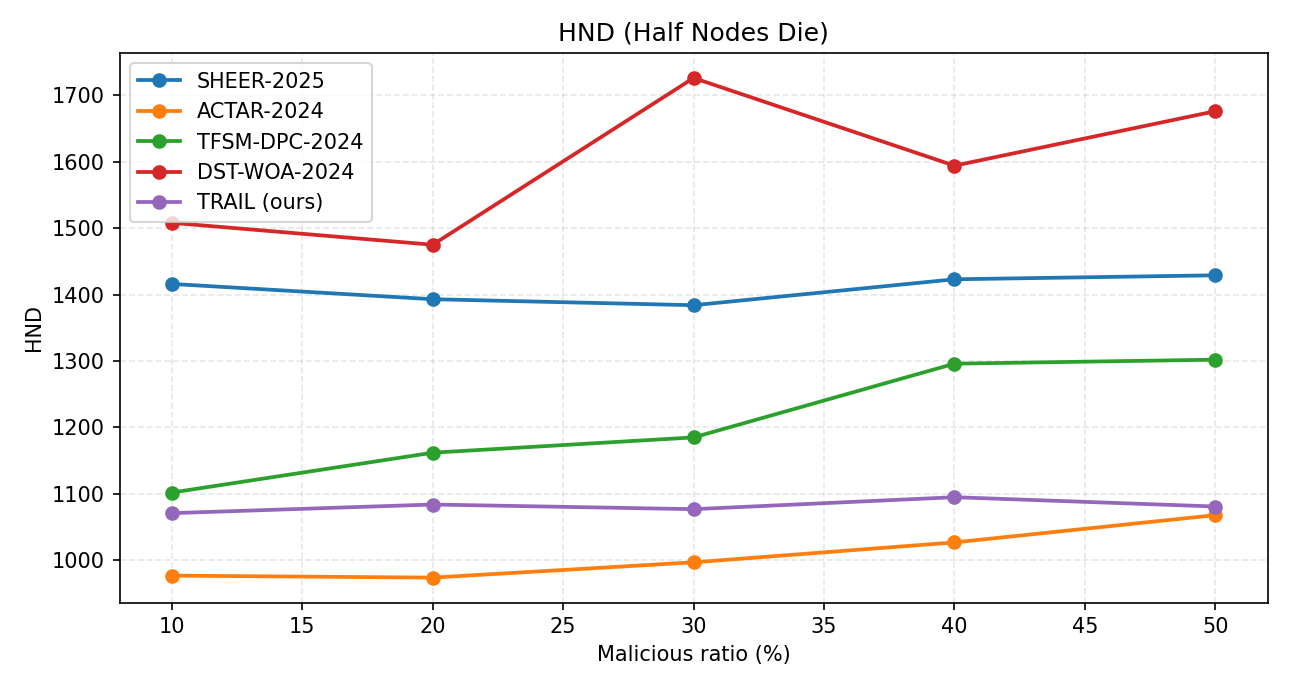 HND (Half Nodes Die)
SHEER-2025
ACTAR-2024
TFSM-DPC-2024
DST-WOA-2024
TRAIL (ours)
1700
1600
1500
1400
1300
1200
1100
1000
HND
10 15 20 25 30 35 40 45 50
Malicious ratio (%)